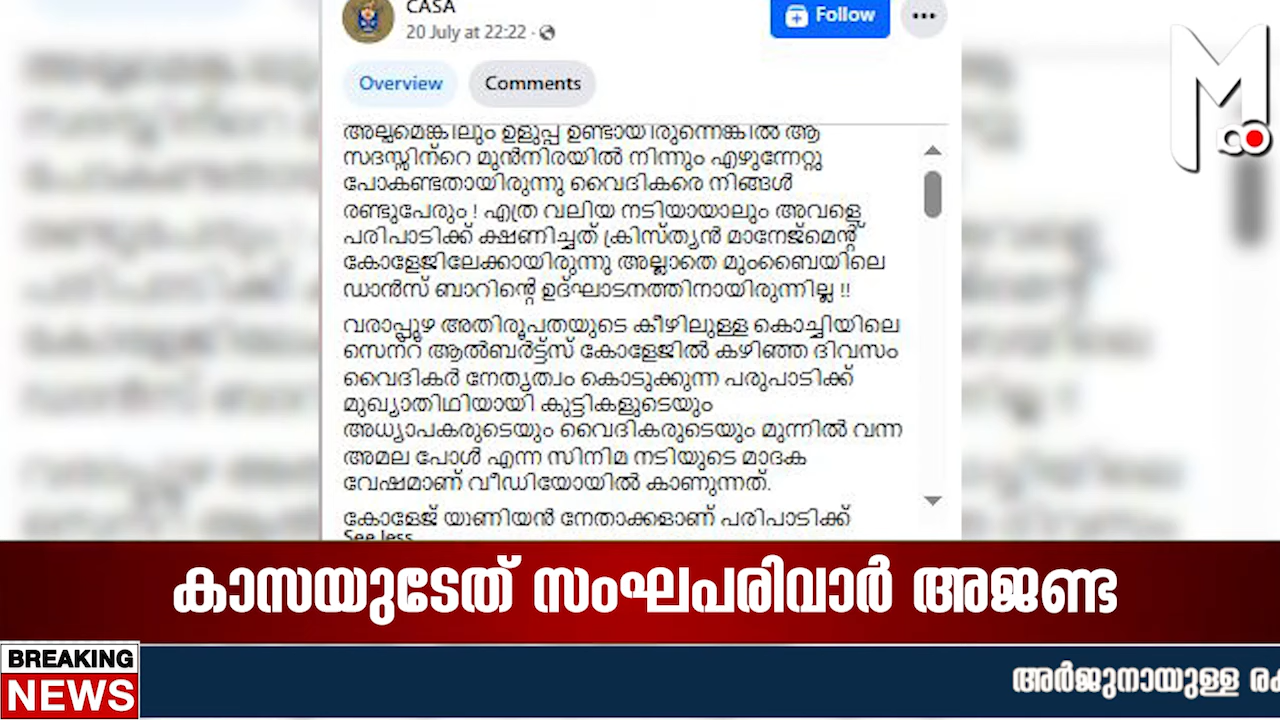 CASA
20 July at 22:22 ·
Follow
Overview Comments
അല്പമെങ്കിലും ഉളുപ്പ് ഉണ്ടായിരുന്നെങ്കിൽ ആ
സദസ്സിന്റെ മുൻനിരയിൽ നിന്നും എഴുന്നേറ്റു
പോകണ്ടതായിരുന്നു വൈദികരെ നിങ്ങൾ
രണ്ടുപേരും ! എത്ര വലിയ നടിയായാലും അവളെ
പരിപാടിക്ക് ക്ഷണിച്ചത് ക്രിസ്ത്യൻ മാനേജ്മെന്റ്
കോളേജിലേക്കായിരുന്നു അല്ലാതെ മുംബൈയിലെ
ഡാൻസ് ബാറിന്റെ ഉദ്ഘാടനത്തിനായിരുന്നില്ല !!
വരാപ്പുഴ അതിരൂപതയുടെ കീഴിലുള്ള കൊച്ചിയിലെ
സെന്റ് ആൽബർട്ട്സ് കോളേജിൽ കഴിഞ്ഞ ദിവസം
വൈദികർ നേതൃത്വം കൊടുക്കുന്ന പരുപാടിക്ക്
മുഖ്യാതിഥിയായി കുട്ടികളുടെയും
അധ്യാപകരുടെയും വൈദികരുടെയും മുന്നിൽ വന്ന
അമല പോൾ എന്ന സിനിമ നടിയുടെ മാദക
വേഷമാണ് വീഡിയോയിൽ കാണുന്നത്.
കോളേജ് യൂണിയൻ നേതാക്കളാണ് പരിപാടിക്ക്
See less
M
co
കാസയുടേത് സംഘപരിവാർ അജണ്ട
BREAKING
NEWS
അർജുനായുള്ള